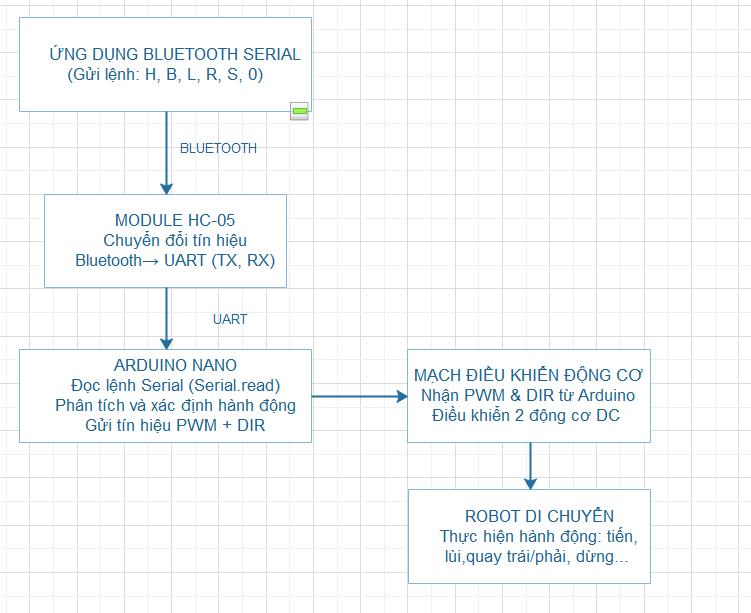 ỨNG DỤNG BLUETOOTH SERIAL
(Gửi lệnh: H, B, L, R, S, 0)
BLUETOOTH
MODULE HC-05
Chuyển đổi tín hiệu
Bluetooth→ UART (TX, RX)
UART
ARDUINO NANO
Đọc lệnh Serial (Serial.read)
Phân tích và xác định hành động
Gửi tín hiệu PWM + DIR
MẠCH ĐIỀU KHIỂN ĐỘNG CƠ
Nhận PWM & DIR từ Arduino
Điều khiển 2 động cơ DC
ROBOT DI CHUYỂN
Thực hiện hành động: tiến,
lùi,quay trái/phải, dừng...